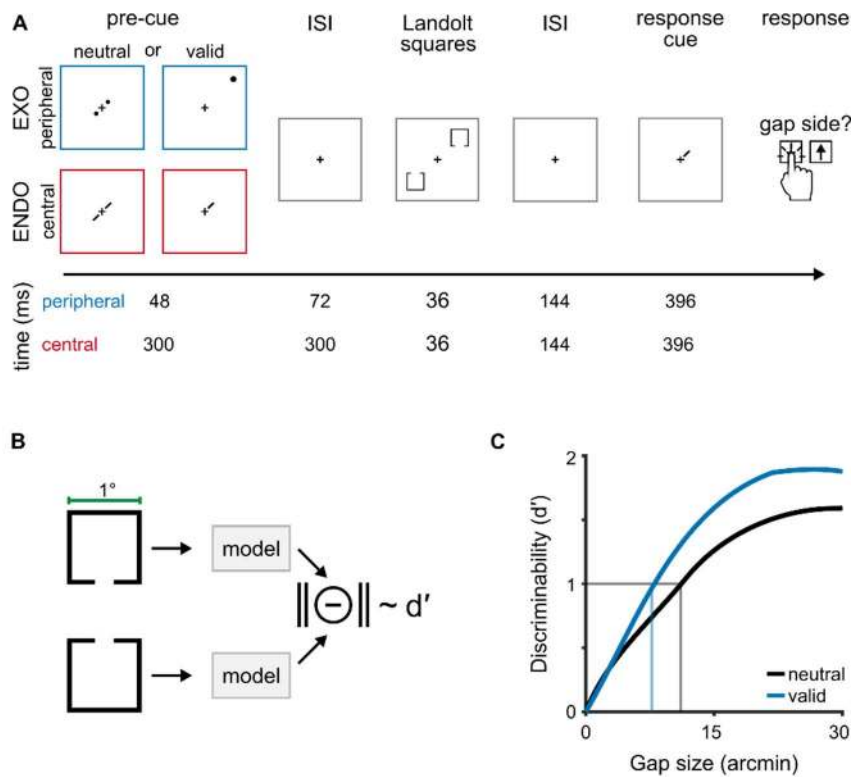 A
pre-cue
ISI
Landolt squares
ISI
response cue
response
neutral or valid
EXO
peripheral
ENDO
central
gap side?
time (ms)
peripheral 48 72 36 144 396
central 300 300 36 144 396
B
1°
model
model
~ d′
C
Discriminability (d′)
2
1
0
neutral
valid
0 15 30
Gap size (arcmin)